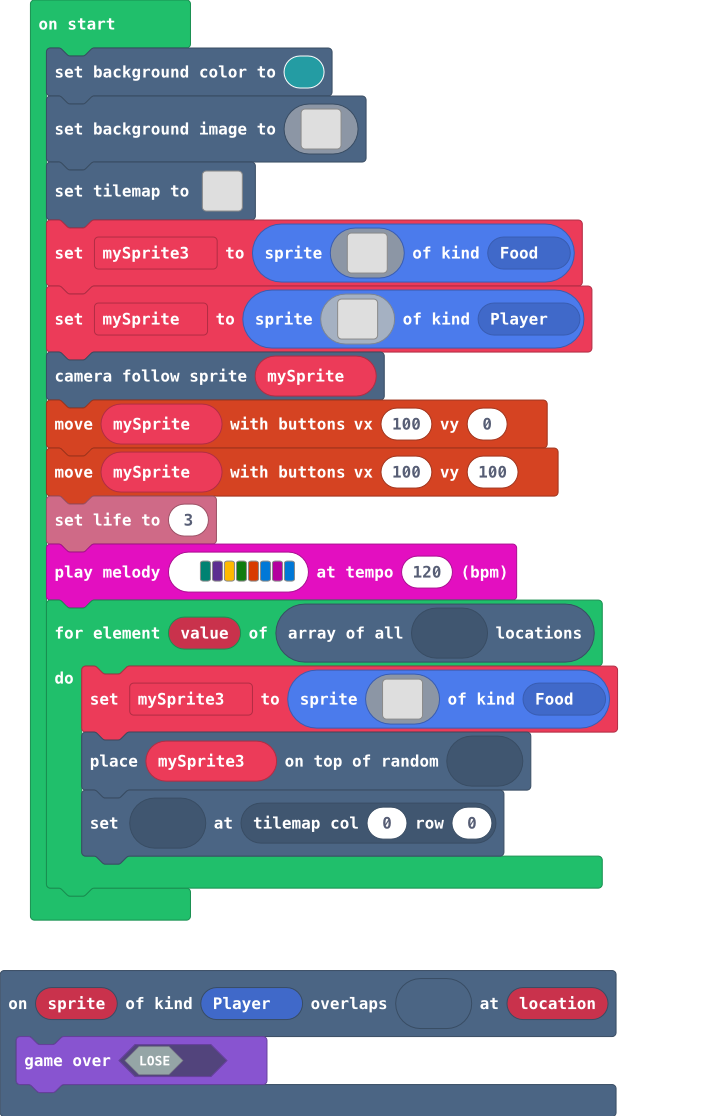 on start
set background color to
set background image to
set tilemap to
set mySprite3 to sprite of kind Food
set mySprite to sprite of kind Player
camera follow sprite mySprite
move mySprite with buttons vx 100 vy 0
move mySprite with buttons vx 100 vy 100
set life to 3
play melody at tempo 120 (bpm)
for element value of array of all locations
do
set mySprite3 to sprite of kind Food
place mySprite3 on top of random
set at tilemap col 0 row 0
on sprite of kind Player overlaps at location
game over LOSE